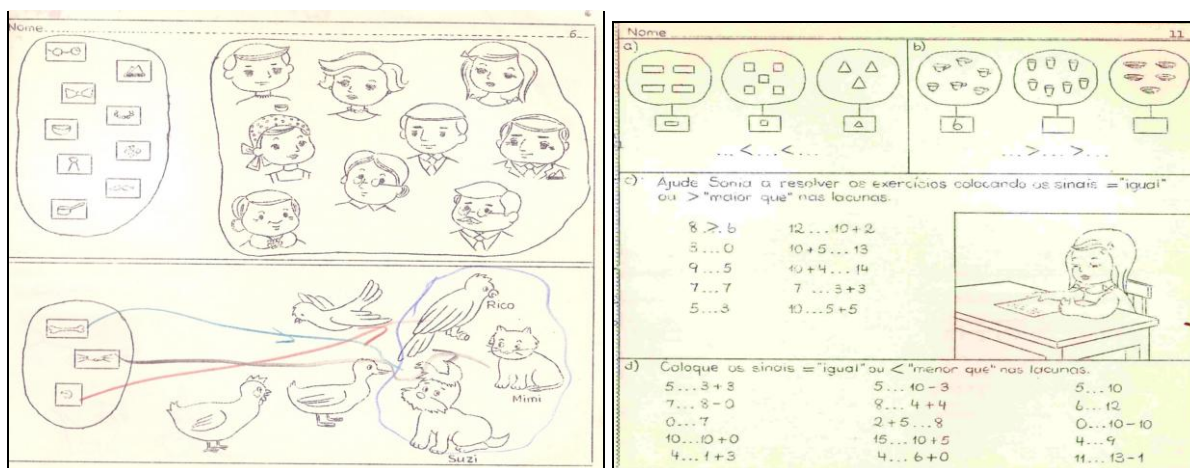 6
Nome
6
Rico
Mimi
Suzi
Nome
11
a)
b)
6
...<...<...
...>...>...
c) Ajude Sonia a resolver os exercícios colocando os sinais = "igual"
ou > "maior que" nas lacunas.
8 > 6 12...10+2
3...0 10+5...13
9...5 10+4...14
7...7 7...3+3
5...3 10...5+5
d) Coloque os sinais = "igual" ou < "menor que" nas lacunas.
5...3+3 5...10-3 5...10
7...8-0 8...4+4 6...12
0...7 2+5...8 0...10-10
10...10+0 15...10+5 4...9
4...1+3 4...6+0 11...13-1